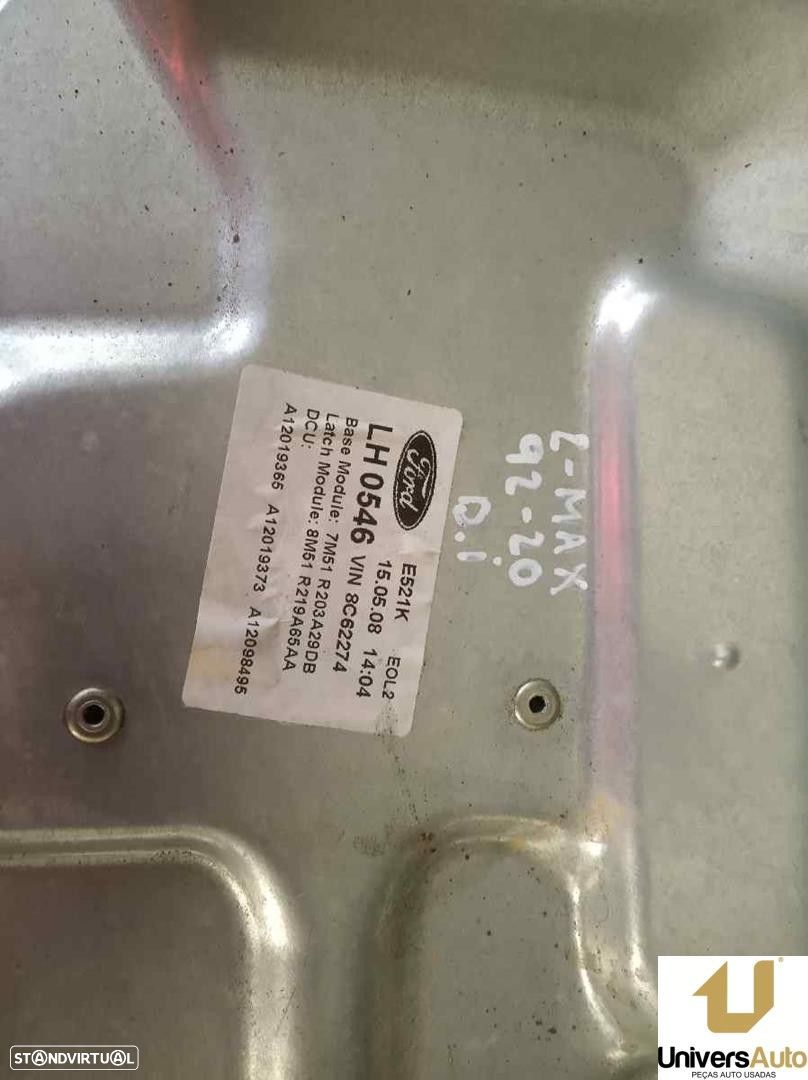 Ford E521K EOL2
15.05.08 14:04
LH 0546 VIN 8C62274
Base Module: 7M51 R203A29DB
Latch Module: 8M51 R219A65AA
DCU:
A12019365 A12019373 A12098495
C-MAX
92-20
D.i
UniversAuto
PEÇAS AUTO USADAS
STANDVIRTUAL